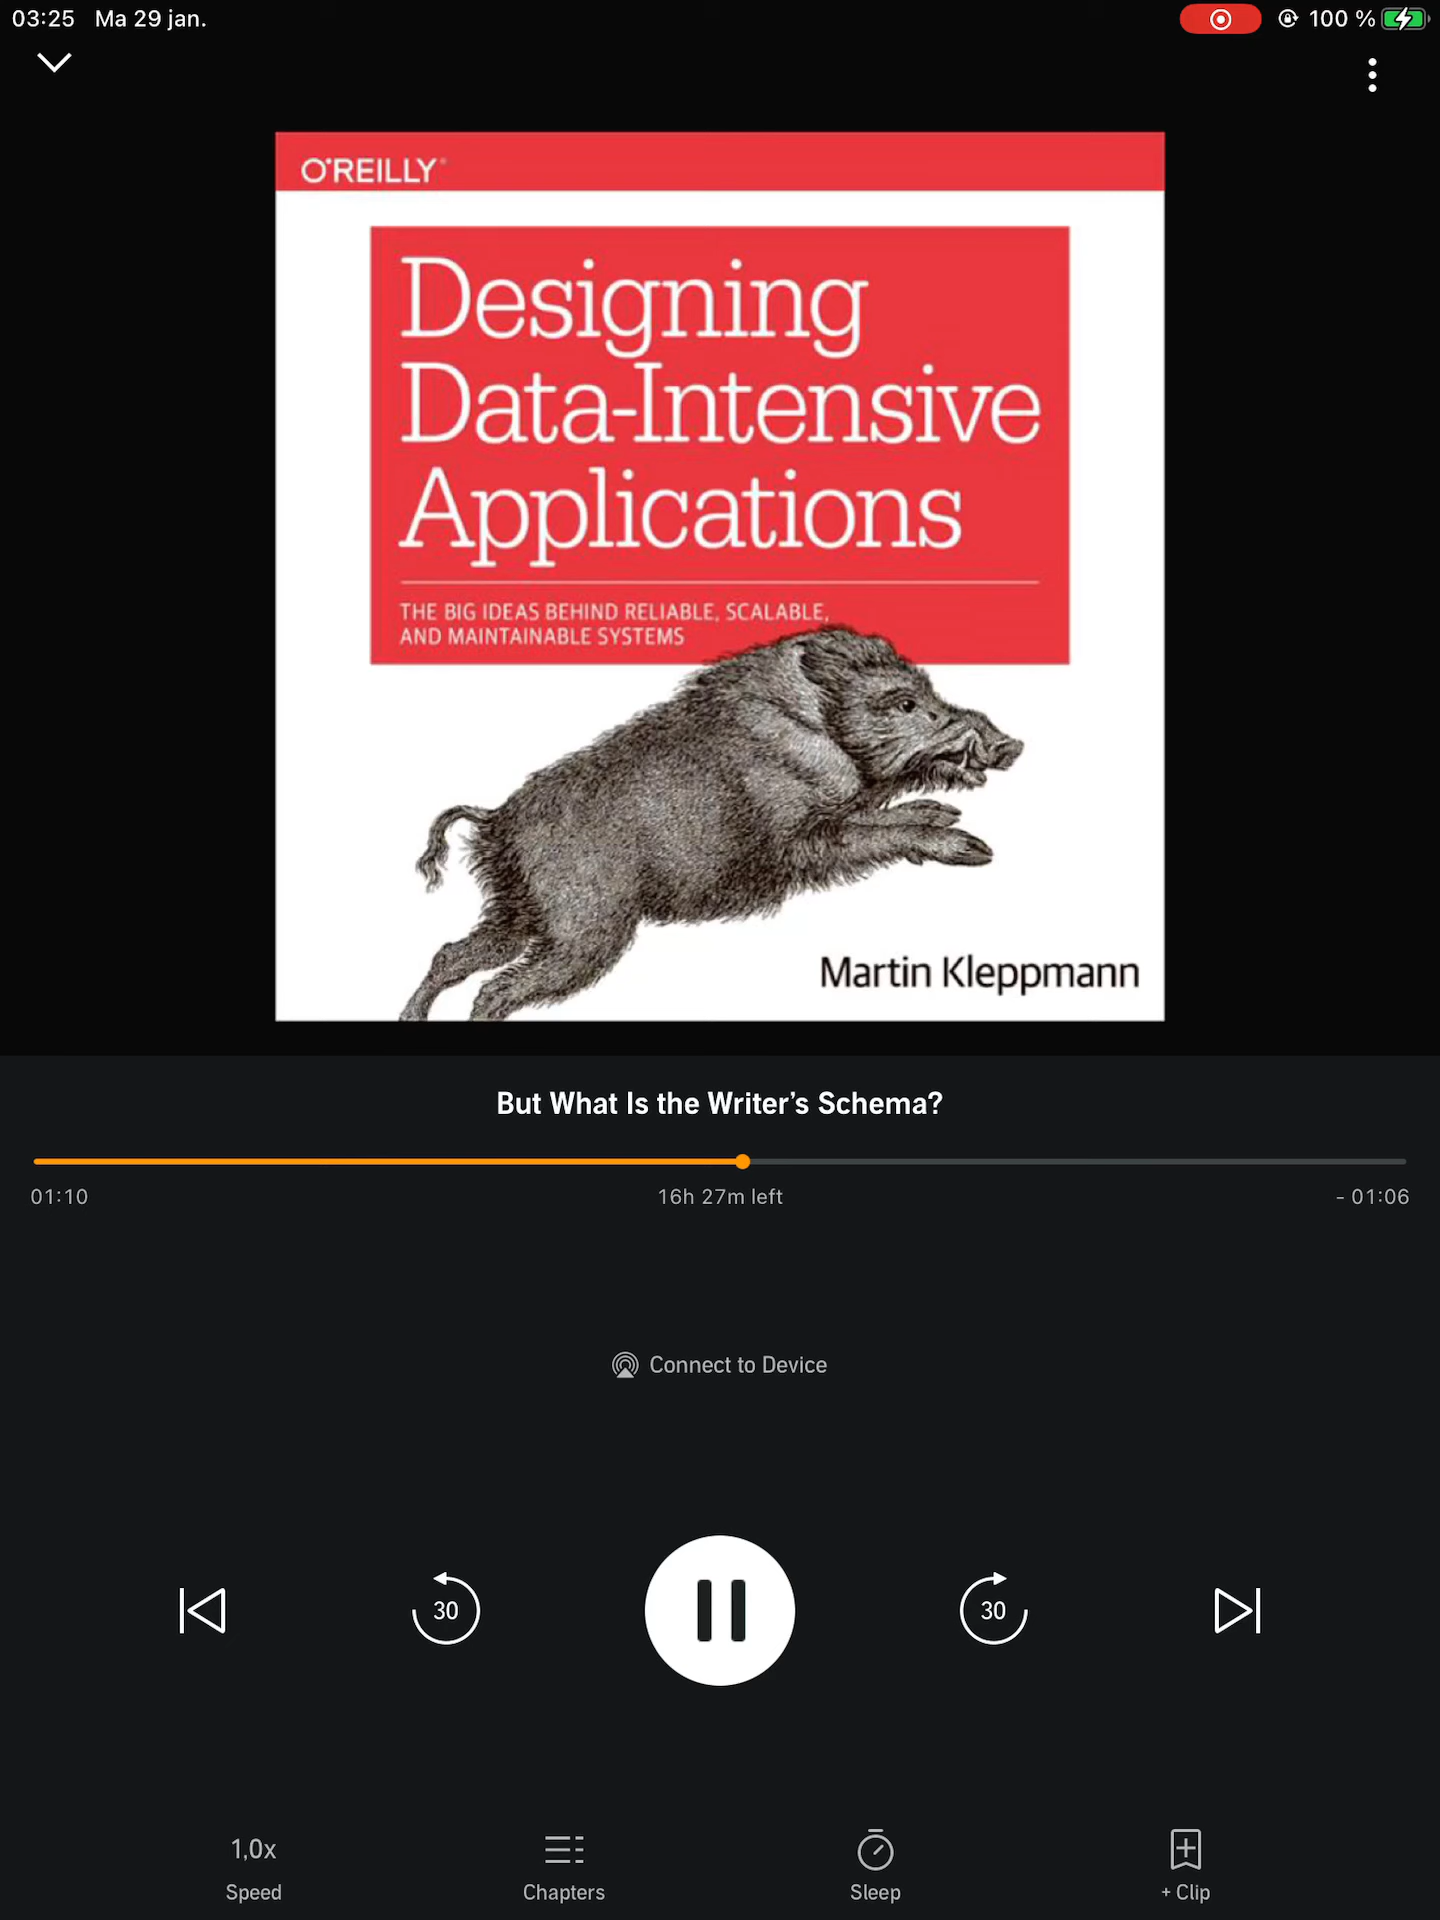 03:25 Ma 29 jan.
100 %
O'REILLY®
Designing
Data-Intensive
Applications
THE BIG IDEAS BEHIND RELIABLE, SCALABLE,
AND MAINTAINABLE SYSTEMS
Martin Kleppmann
But What Is the Writer's Schema?
01:10 16h 27m left - 01:06
Connect to Device
30 30
1,0x
Speed Chapters Sleep + Clip